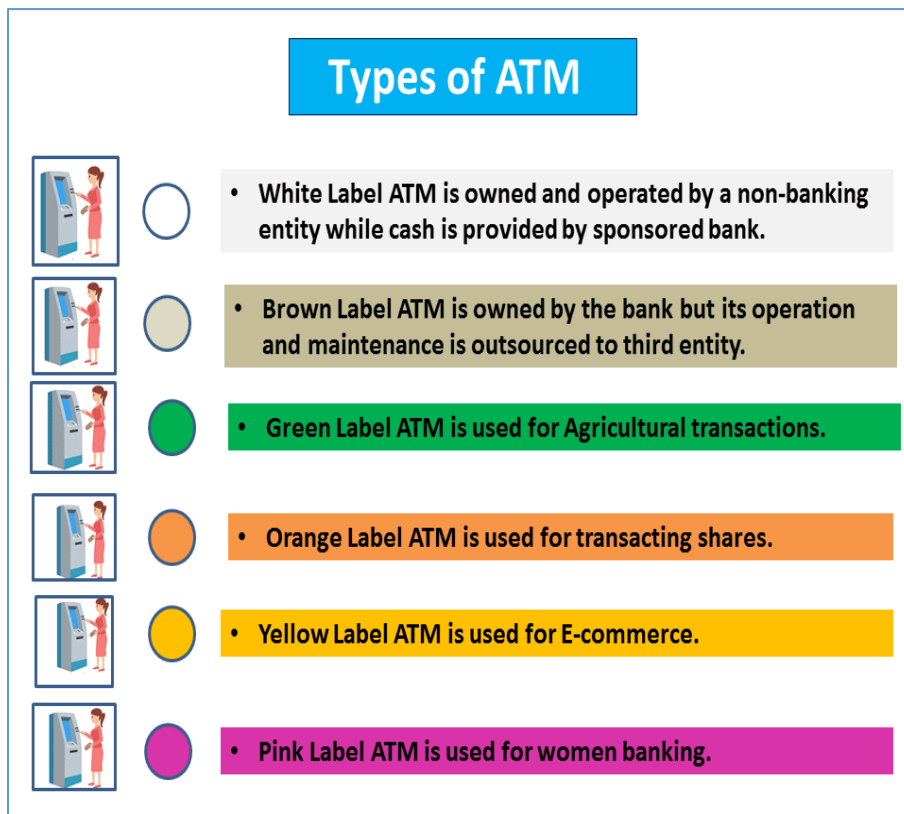 Types of ATM
• White Label ATM is owned and operated by a non-banking
entity while cash is provided by sponsored bank.
• Brown Label ATM is owned by the bank but its operation
and maintenance is outsourced to third entity.
• Green Label ATM is used for Agricultural transactions.
• Orange Label ATM is used for transacting shares.
• Yellow Label ATM is used for E-commerce.
• Pink Label ATM is used for women banking.